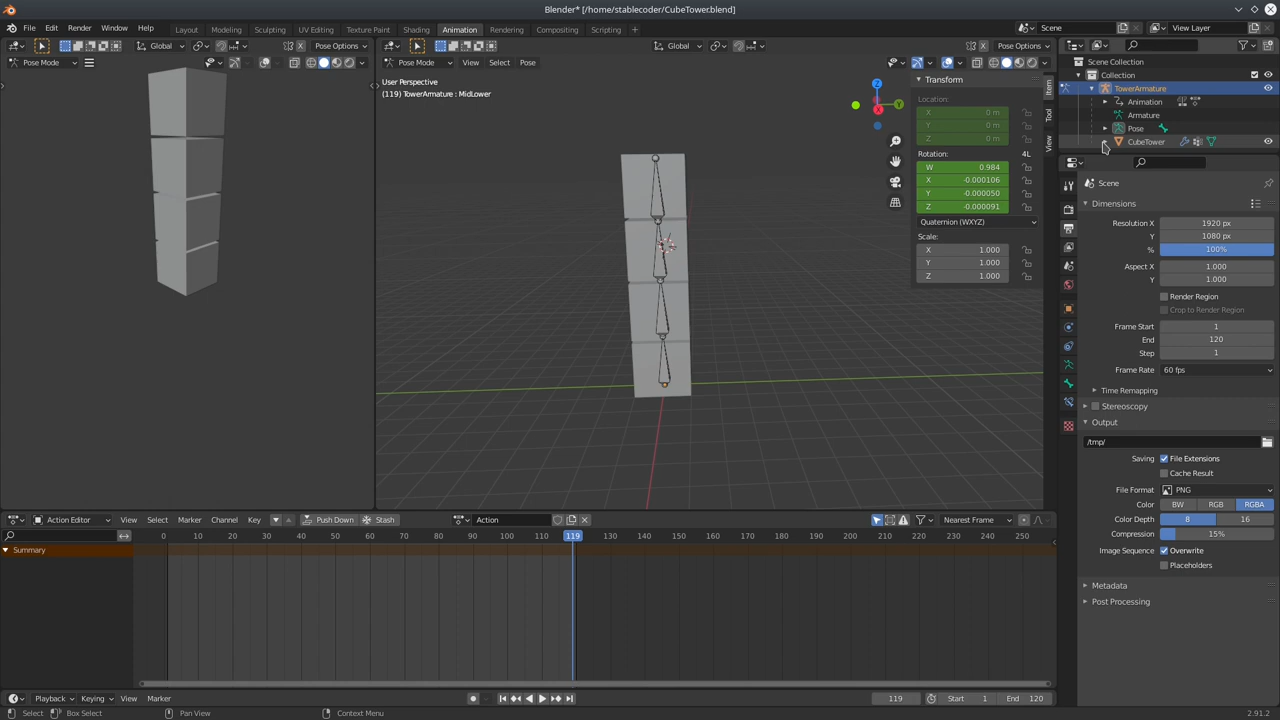 Blender* [/home/stablecoder/CubeTower.blend]
File Edit Render Window Help Layout Modeling Sculpting UV Editing Texture Paint Shading Animation Rendering Compositing Scripting + Scene View Layer
Global Pose Options Global Pose Options
Pose Mode Pose Mode View Select Pose
User Perspective
(119) TowerArmature : MidLower
Z
Y
X
Transform
Location:
X 0 m
Y 0 m
Z 0 m
Rotation: 4L
W 0.984
X -0.000106
Y -0.000050
Z -0.000091
Quaternion (WXYZ)
Scale:
X 1.000
Y 1.000
Z 1.000
Item
Tool
View
Scene Collection
Collection
TowerArmature
Animation
Armature
Pose
CubeTower
Scene
Dimensions
Resolution X 1920 px
Y 1080 px
% 100%
Aspect X 1.000
Y 1.000
Render Region
Crop to Render Region
Frame Start 1
End 120
Step 1
Frame Rate 60 fps
Time Remapping
Stereoscopy
Output
/tmp/
Saving File Extensions
Cache Result
File Format PNG
Color BW RGB RGBA
Color Depth 8 16
Compression 15%
Image Sequence Overwrite
Placeholders
Metadata
Post Processing
Action Editor View Select Marker Channel Key Push Down Stash Action Nearest Frame
0 10 20 30 40 50 60 70 80 90 100 110 119 130 140 150 160 170 180 190 200 210 220 230 240 250
Summary
Playback Keying View Marker 119 Start 1 End 120
Select Box Select Pan View Context Menu 2.91.2